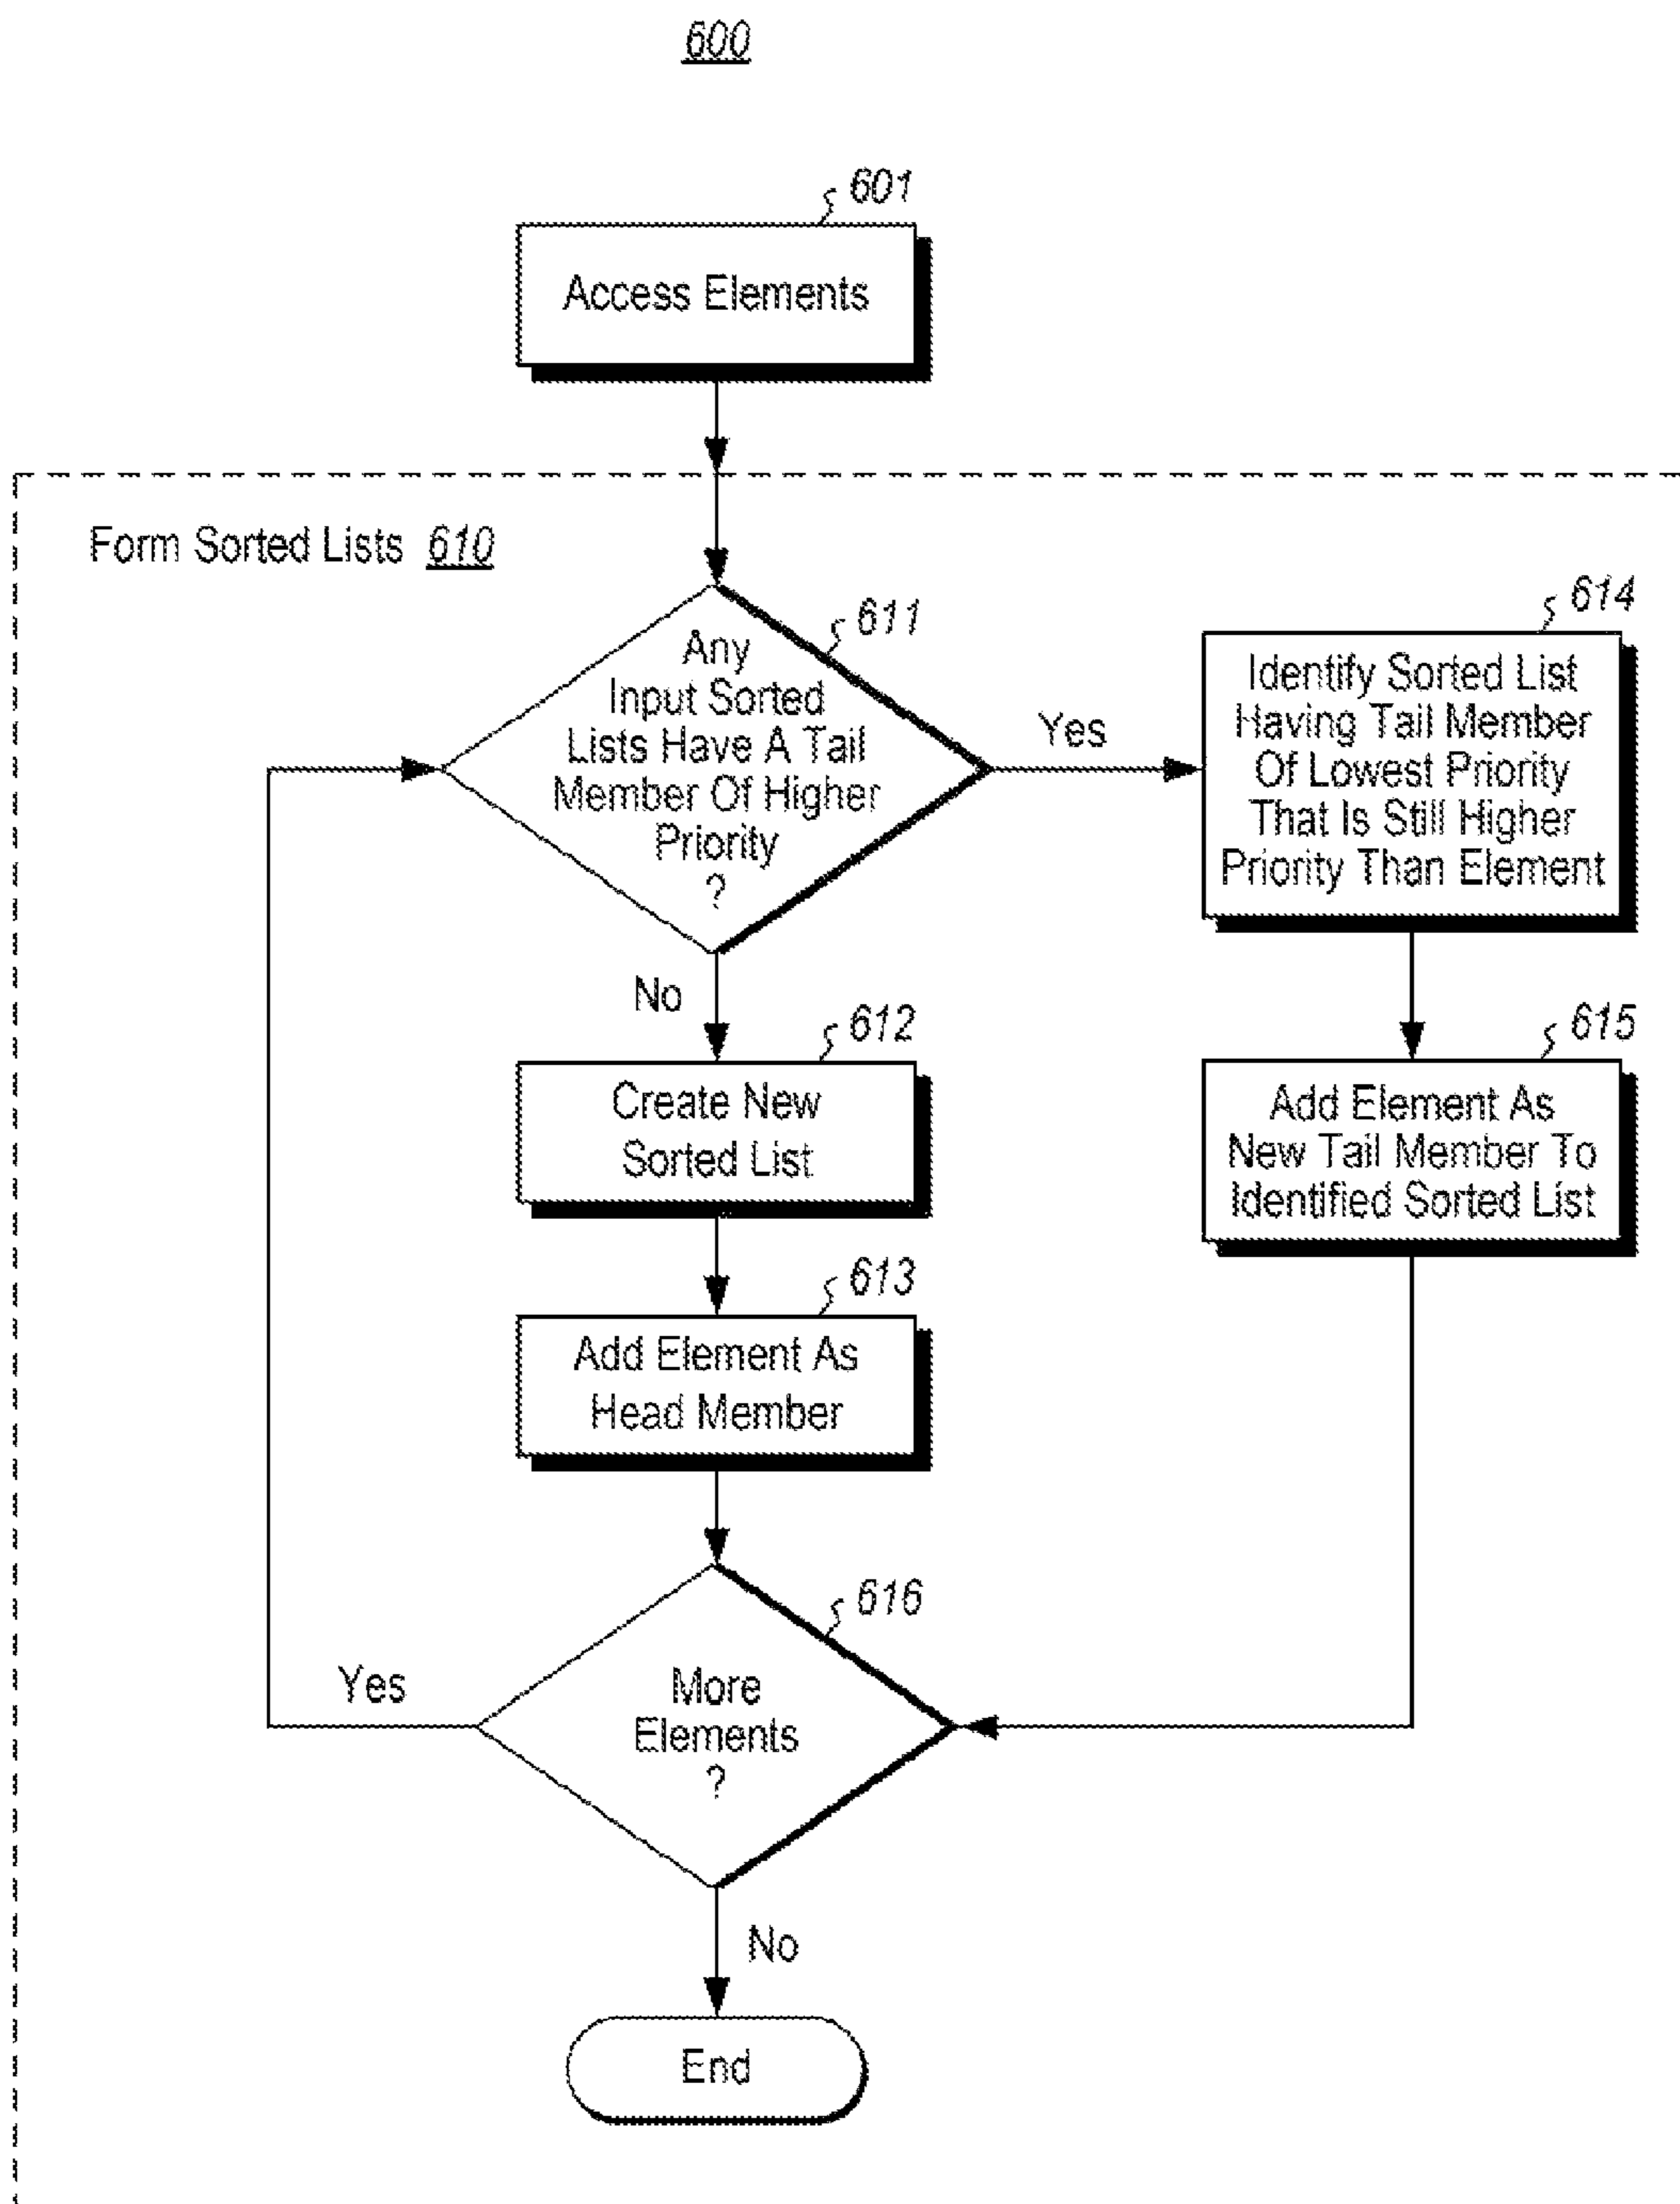 600
601
Access Elements
Form Sorted Lists 610
611
Any
Input Sorted
Lists Have A Tail
Member Of Higher
Priority
?
Yes
614
Identify Sorted List
Having Tail Member
Of Lowest Priority
That Is Still Higher
Priority Than Element
No
612
Create New
Sorted List
615
Add Element As
New Tail Member To
Identified Sorted List
613
Add Element As
Head Member
616
More
Elements
?
Yes
No
End